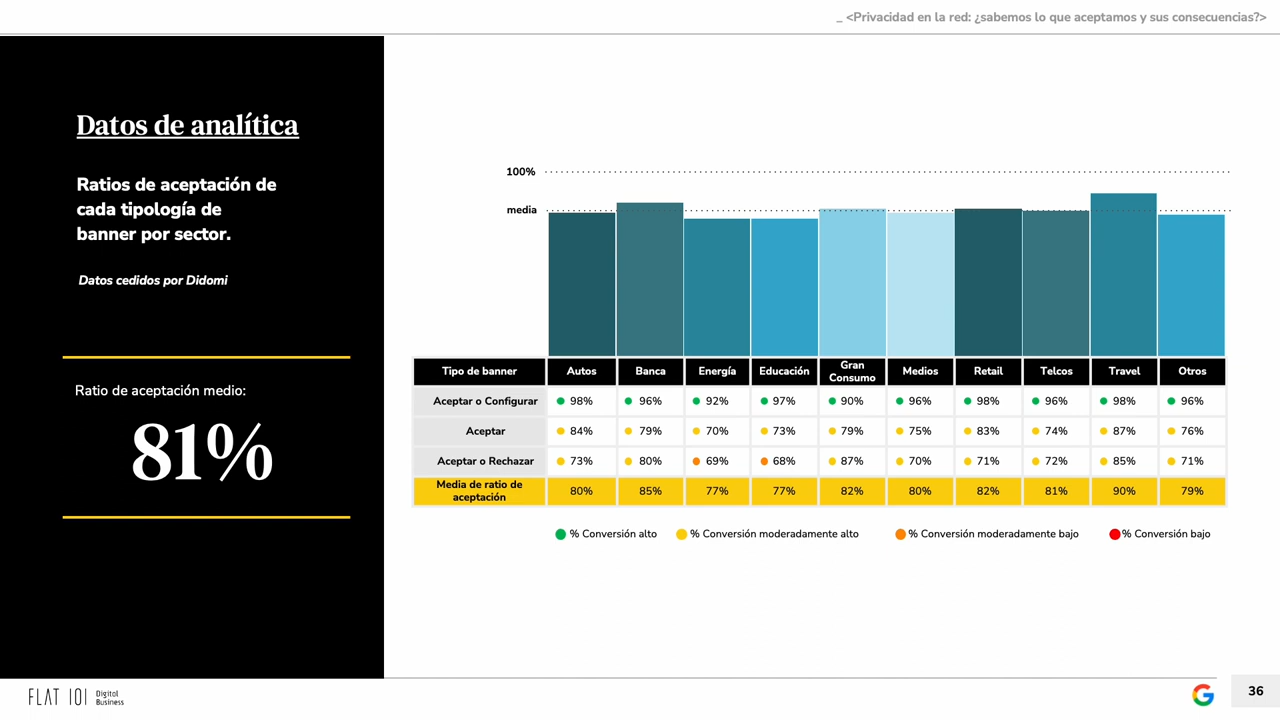 _ <Privacidad en la red: ¿sabemos lo que aceptamos y sus consecuencias?>
Datos de analítica
Ratios de aceptación de
cada tipología de
banner por sector.
Datos cedidos por Didomi
Ratio de aceptación medio:
81%
100%
media
Tipo de banner Autos Banca Energía Educación Gran Consumo Medios Retail Telcos Travel Otros
Aceptar o Configurar 98% 96% 92% 97% 90% 96% 98% 96% 98% 96%
Aceptar 84% 79% 70% 73% 79% 75% 83% 74% 87% 76%
Aceptar o Rechazar 73% 80% 69% 68% 87% 70% 71% 72% 85% 71%
Media de ratio de aceptación 80% 85% 77% 77% 82% 80% 82% 81% 90% 79%
% Conversión alto % Conversión moderadamente alto % Conversión moderadamente bajo % Conversión bajo
FLAT 101 Digital Business
36